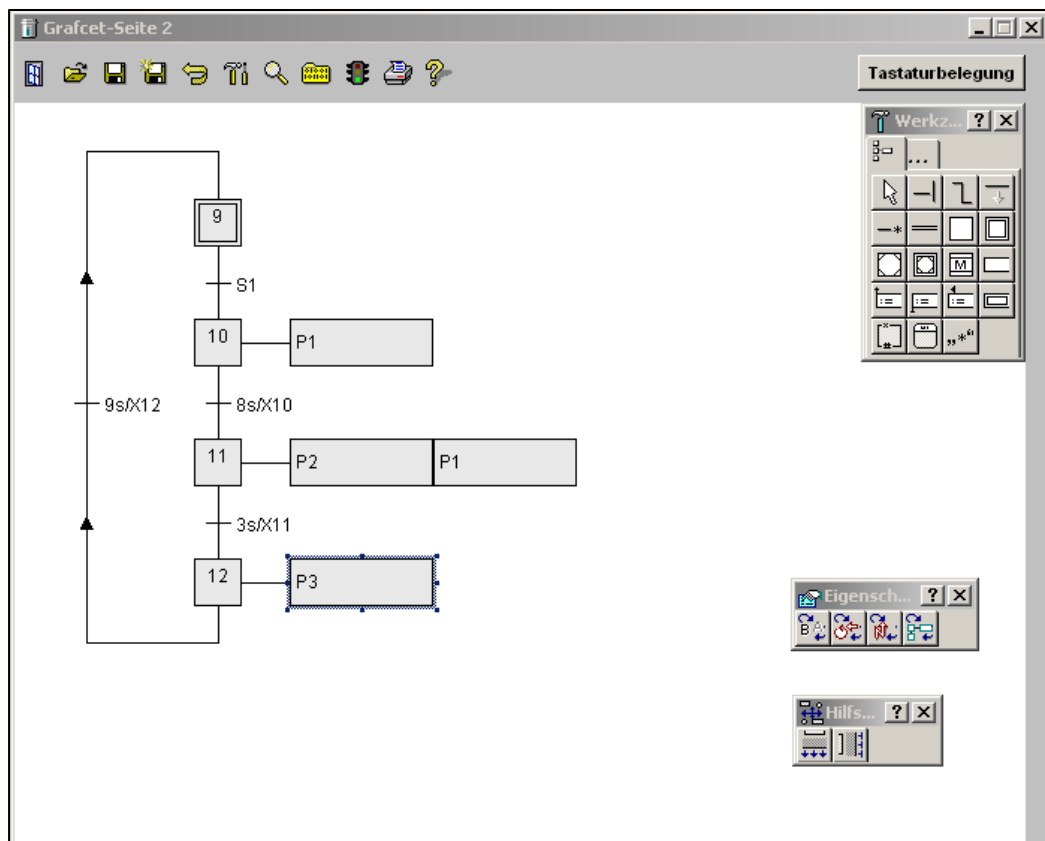 Grafcet-Seite 2
Tastaturbelegung
Werkz...
...
M
:= := :=
„*“
9
S1
10 P1
9s/X12 8s/X10
11 P2 P1
3s/X11
12 P3
Eigensch...
Hilfs...